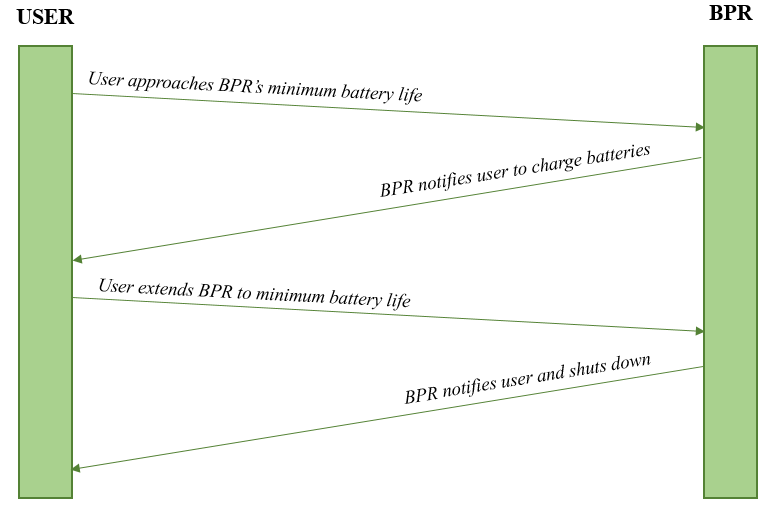 USER
BPR
User approaches BPR’s minimum battery life
BPR notifies user to charge batteries
User extends BPR to minimum battery life
BPR notifies user and shuts down